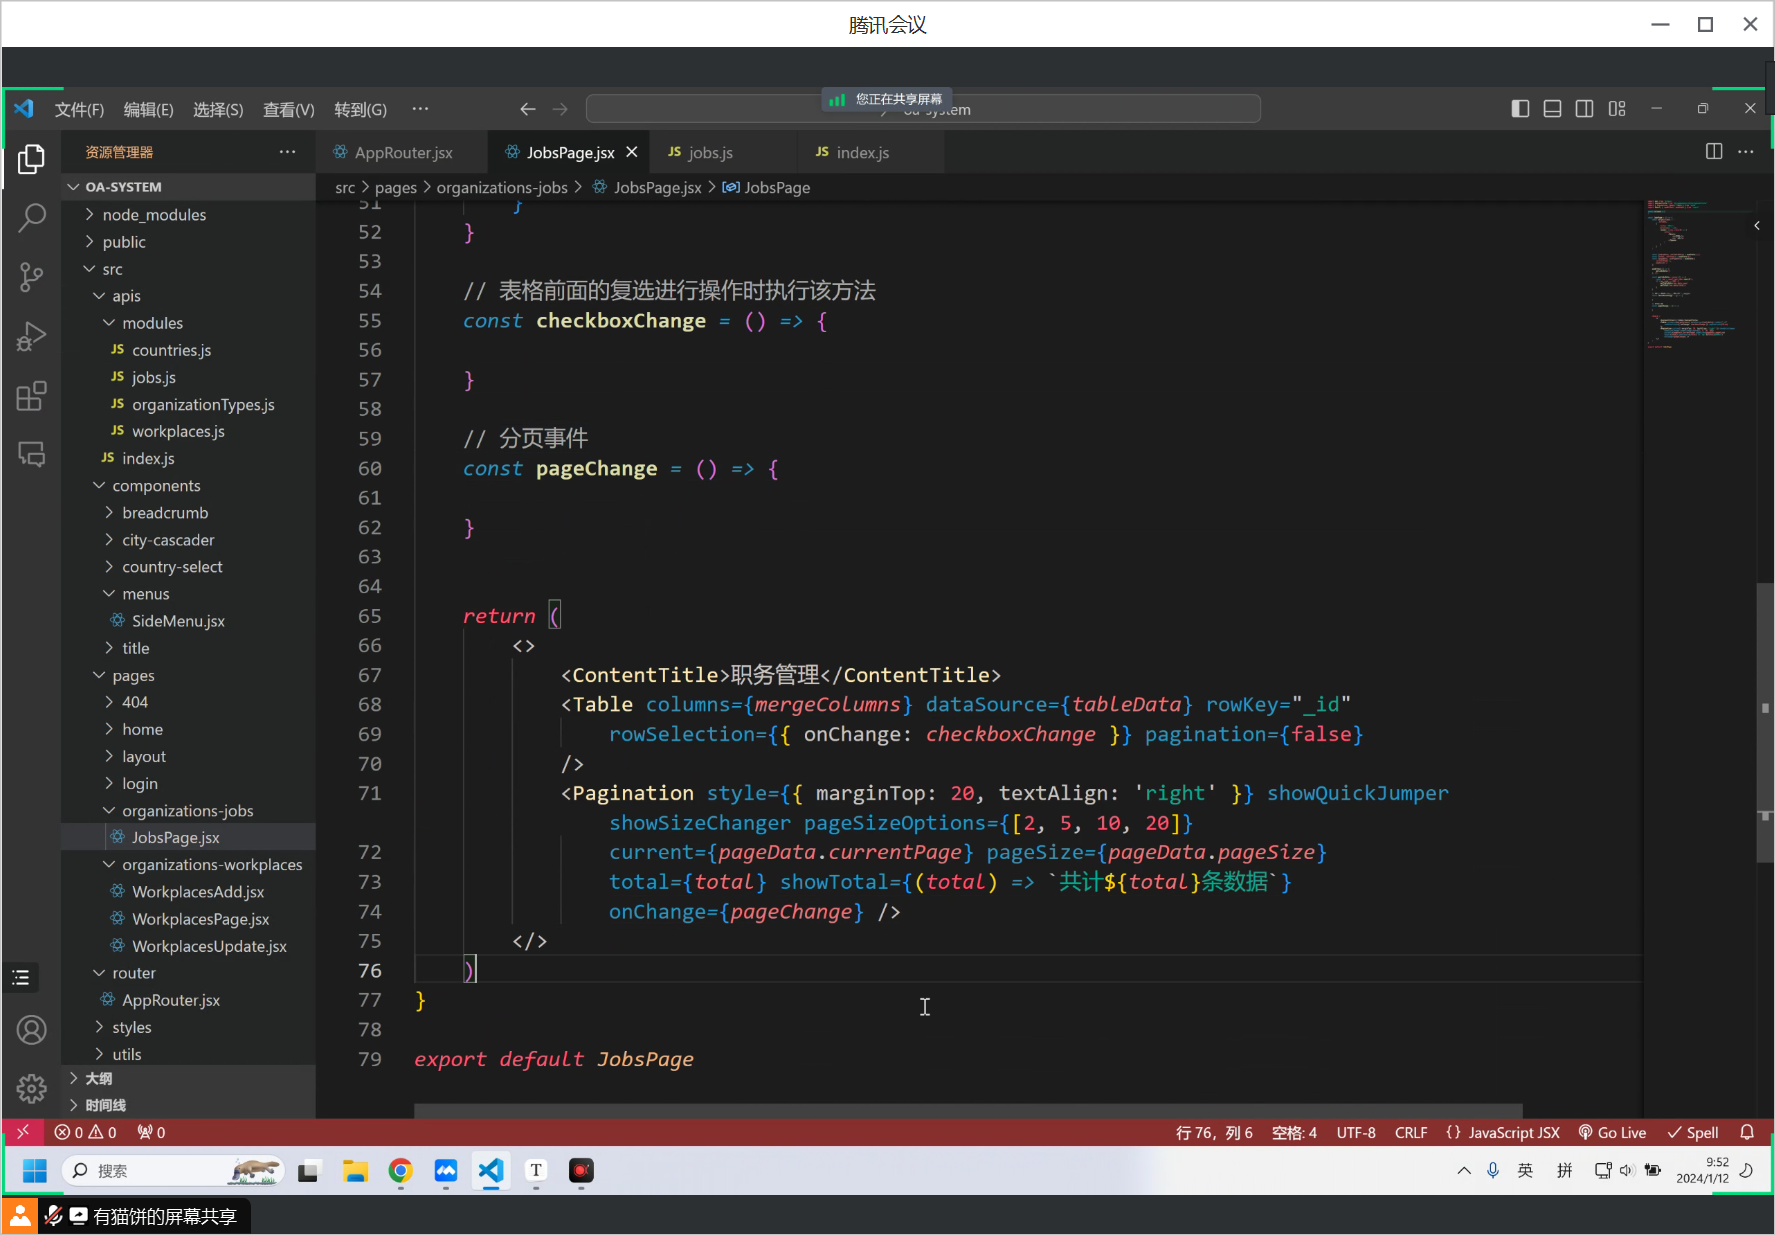 腾讯会议
文件(F) 编辑(E) 选择(S) 查看(V) 转到(G) ···
您正在共享屏幕
oa-system
资源管理器 ···
AppRouter.jsx JobsPage.jsx JS jobs.js JS index.js
OA-SYSTEM
src > pages > organizations-jobs > JobsPage.jsx > JobsPage
node_modules
public
src
apis
modules
JS countries.js
JS jobs.js
JS organizationTypes.js
JS workplaces.js
JS index.js
components
breadcrumb
city-cascader
country-select
menus
SideMenu.jsx
title
pages
404
home
layout
login
organizations-jobs
JobsPage.jsx
organizations-workplaces
WorkplacesAdd.jsx
WorkplacesPage.jsx
WorkplacesUpdate.jsx
router
AppRouter.jsx
styles
utils
大纲
时间线
51 }
52 }
53
54 // 表格前面的复选进行操作时执行该方法
55 const checkboxChange = () => {
56
57 }
58
59 // 分页事件
60 const pageChange = () => {
61
62 }
63
64
65 return (
66 <>
67 <ContentTitle>职务管理</ContentTitle>
68 <Table columns={mergeColumns} dataSource={tableData} rowKey="_id"
69 rowSelection={{ onChange: checkboxChange }} pagination={false}
70 />
71 <Pagination style={{ marginTop: 20, textAlign: 'right' }} showQuickJumper
showSizeChanger pageSizeOptions={[2, 5, 10, 20]}
72 current={pageData.currentPage} pageSize={pageData.pageSize}
73 total={total} showTotal={(total) => `共计${total}条数据`}
74 onChange={pageChange} />
75 </>
76 )
77 }
78
79 export default JobsPage
0 0 0
行 76，列 6 空格: 4 UTF-8 CRLF {} JavaScript JSX Go Live Spell
搜索
T
英 拼
9:52
2024/1/12
有猫饼的屏幕共享